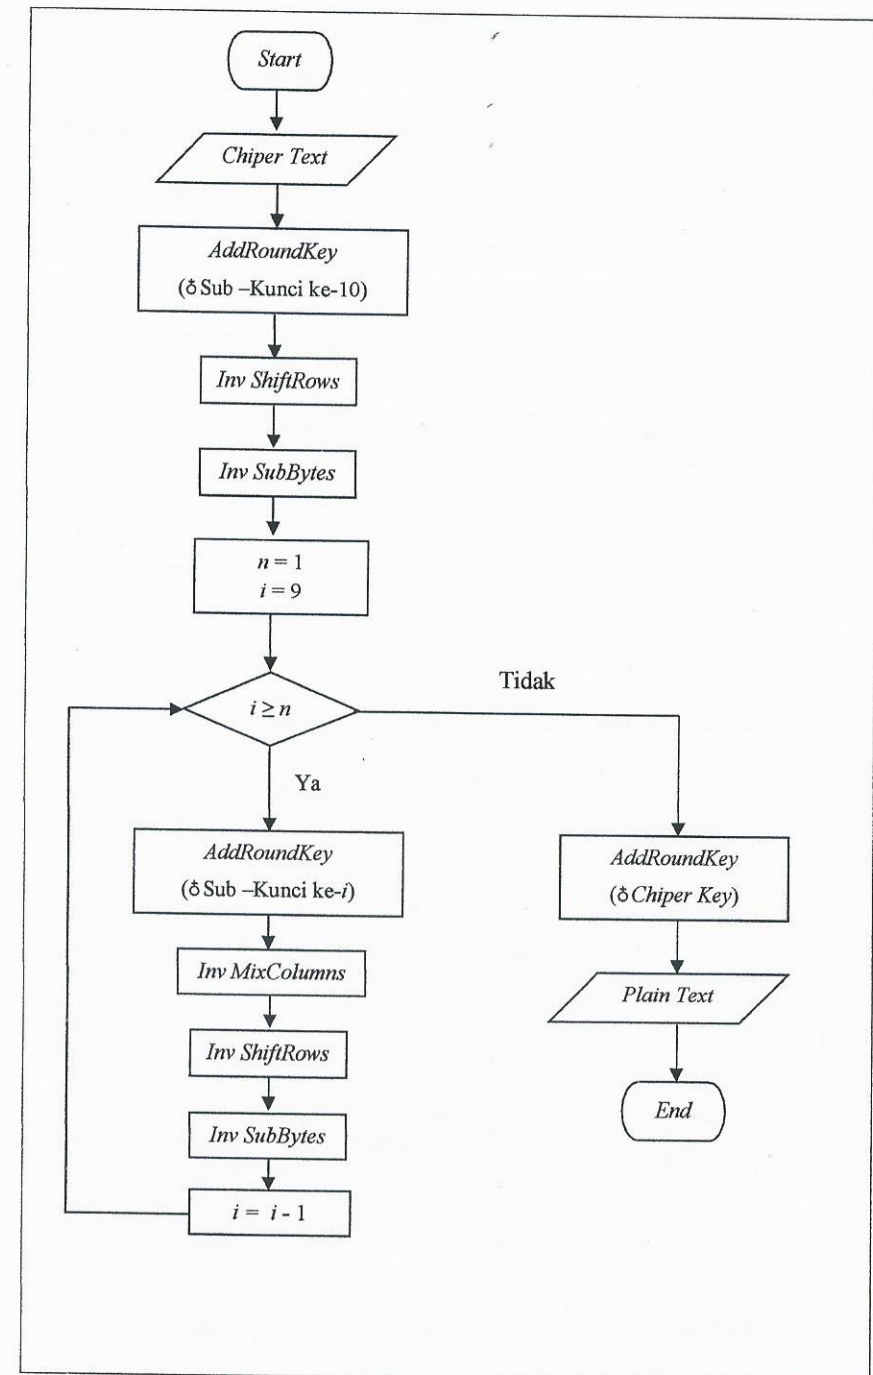 Start
Chiper Text
AddRoundKey
(♁Sub –Kunci ke-10)
Inv ShiftRows
Inv SubBytes
n = 1
i = 9
i ≥ n
Tidak
Ya
AddRoundKey
(♁Sub –Kunci ke-i)
Inv MixColumns
Inv ShiftRows
Inv SubBytes
i = i - 1
AddRoundKey
(♁Chiper Key)
Plain Text
End